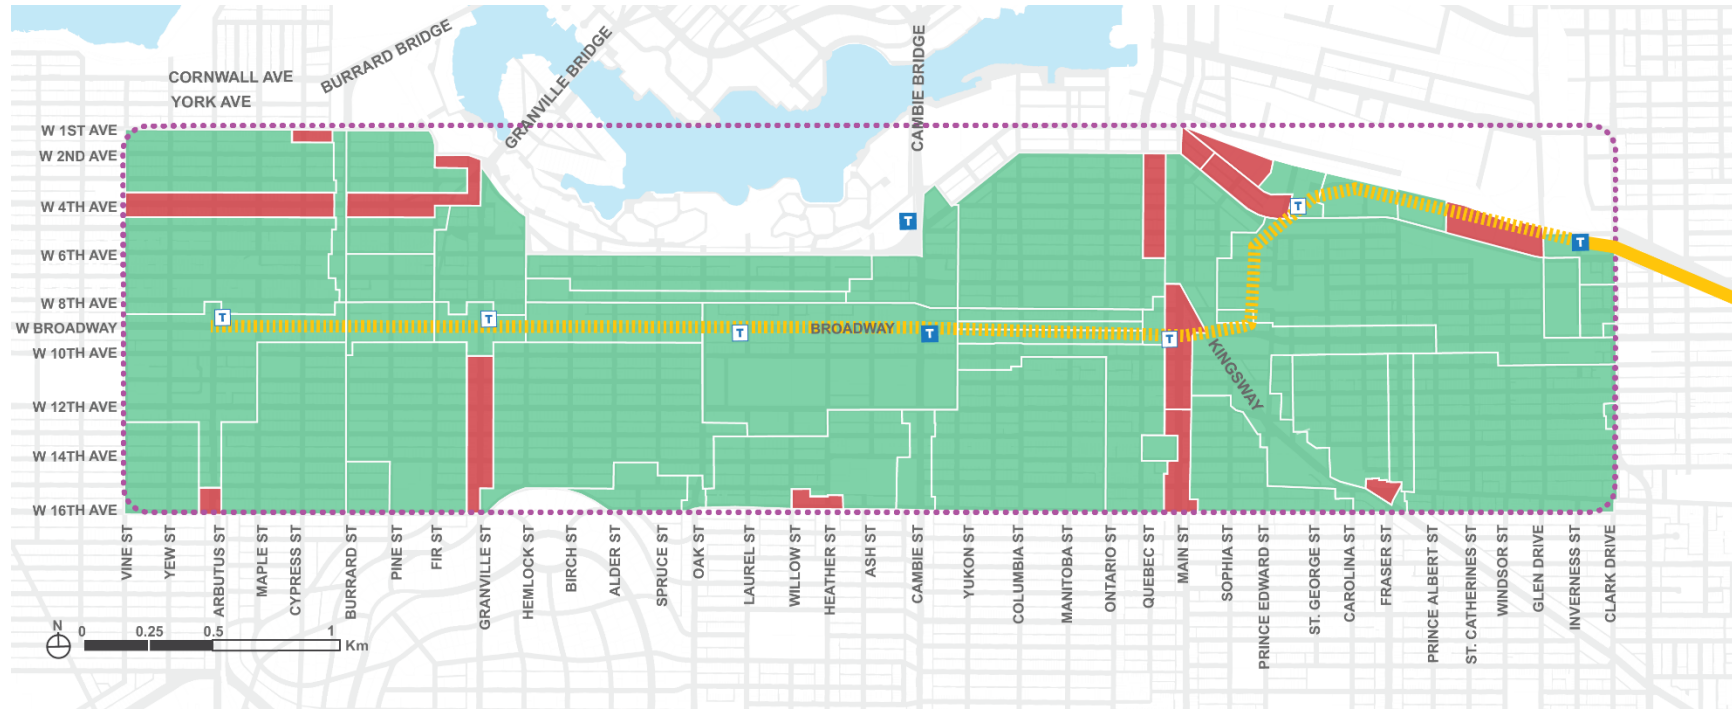 BURRARD BRIDGE
GRANVILLE BRIDGE
CAMBIE BRIDGE
CORNWALL AVE
YORK AVE
W 1ST AVE
W 2ND AVE
W 4TH AVE
W 6TH AVE
W 8TH AVE
W BROADWAY
W 10TH AVE
W 12TH AVE
W 14TH AVE
W 16TH AVE
T
T
T
T
T
T
T
T
BROADWAY
KINGSWAY
VINE ST
YEW ST
ARBUTUS ST
MAPLE ST
CYPRESS ST
BURRARD ST
PINE ST
FIR ST
GRANVILLE ST
HEMLOCK ST
BIRCH ST
ALDER ST
SPRUCE ST
OAK ST
LAUREL ST
WILLOW ST
HEATHER ST
ASH ST
CAMBIE ST
YUKON ST
COLUMBIA ST
MANITOBA ST
ONTARIO ST
QUEBEC ST
MAIN ST
SOPHIA ST
PRINCE EDWARD ST
ST. GEORGE ST
CAROLINA ST
FRASER ST
PRINCE ALBERT ST
ST. CATHERINES ST
WINDSOR ST
GLEN DRIVE
INVERNESS ST
CLARK DRIVE
N
0 0.25 0.5 1
Km